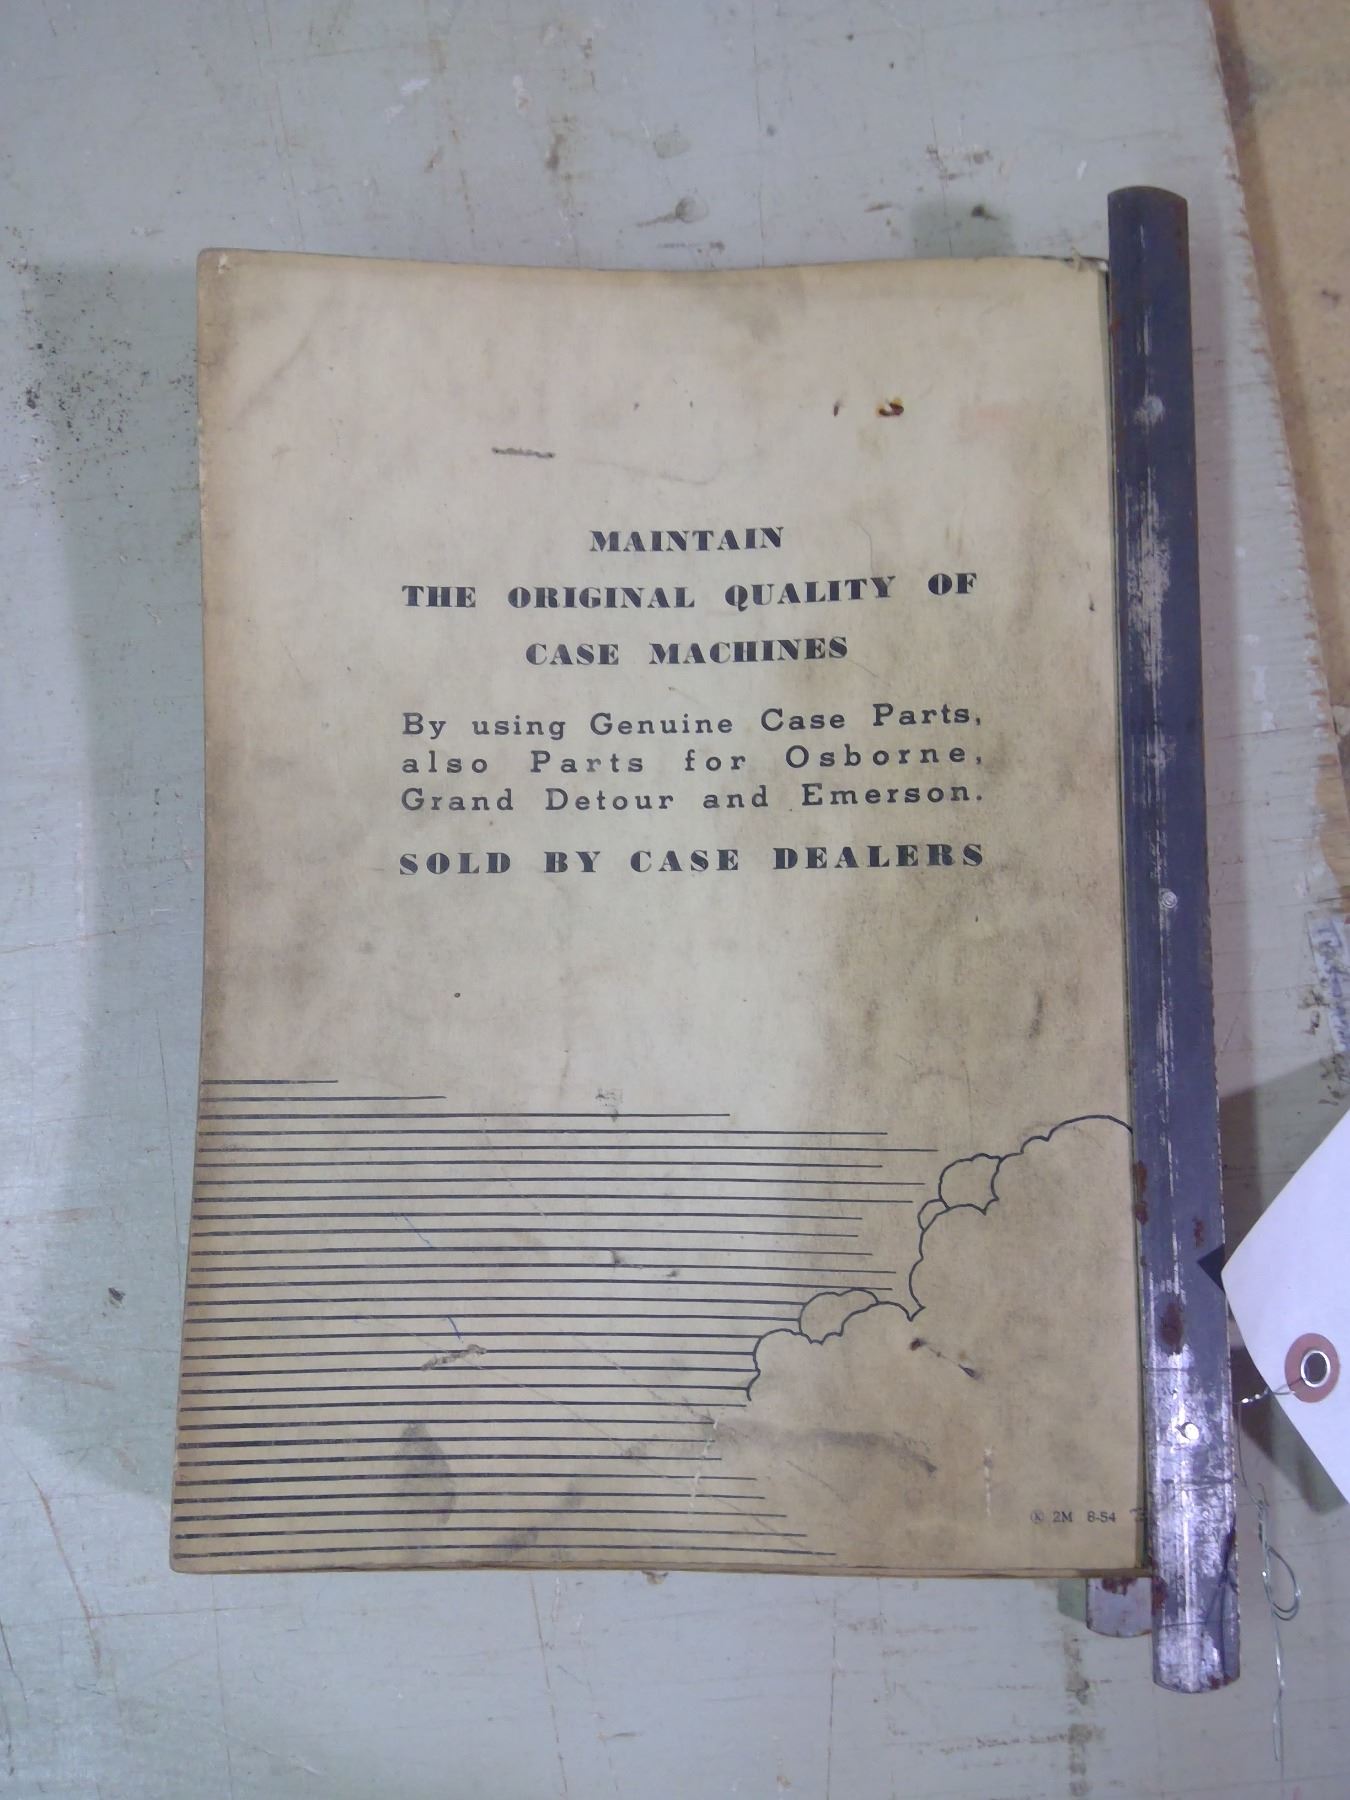 MAINTAIN
THE ORIGINAL QUALITY OF
CASE MACHINES
By using Genuine Case Parts,
also Parts for Osborne,
Grand Detour and Emerson.
SOLD BY CASE DEALERS
Ⓚ 2M 8-54